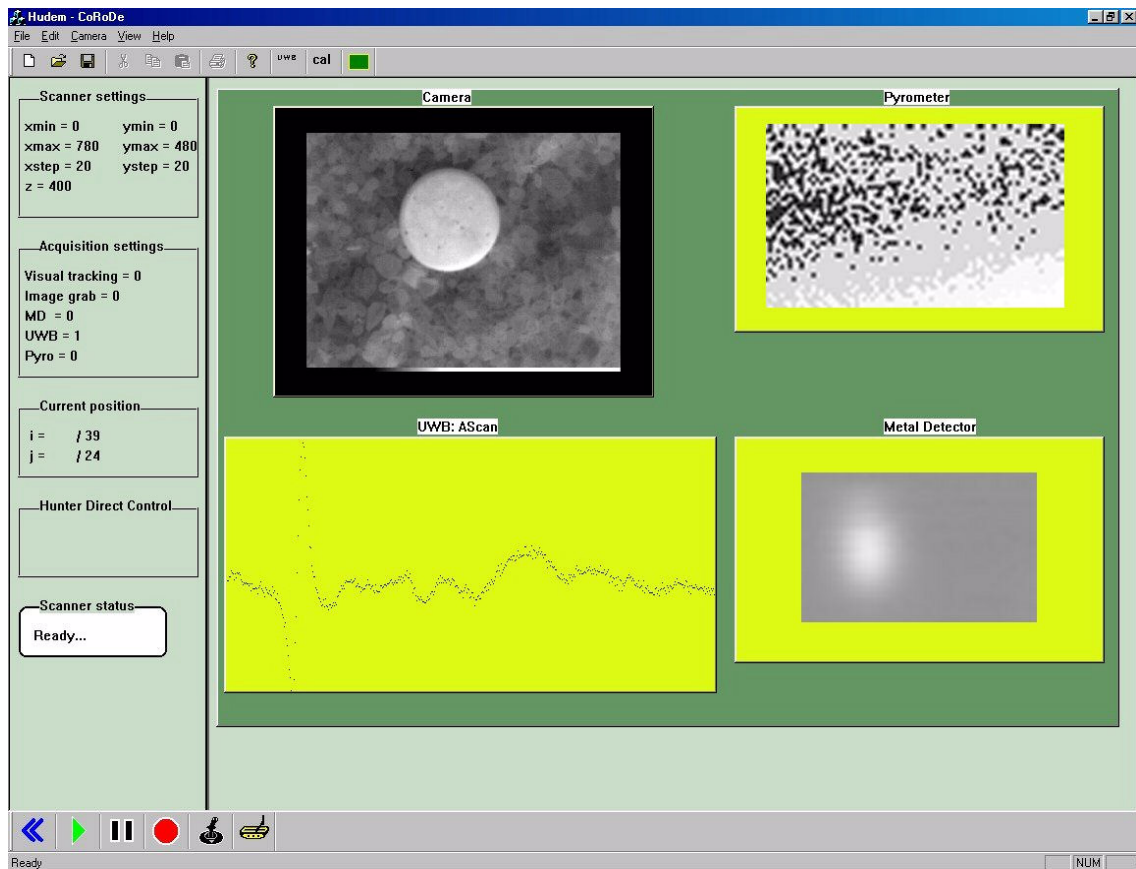 Hudem - CoRoDe
File Edit Camera View Help
UWB cal
Scanner settings
xmin = 0 ymin = 0
xmax = 780 ymax = 480
xstep = 20 ystep = 20
z = 400
Acquisition settings
Visual tracking = 0
Image grab = 0
MD = 0
UWB = 1
Pyro = 0
Current position
i = / 39
j = / 24
Hunter Direct Control
Scanner status
Ready...
Camera
Pyrometer
UWB: AScan
Metal Detector
Ready NUM